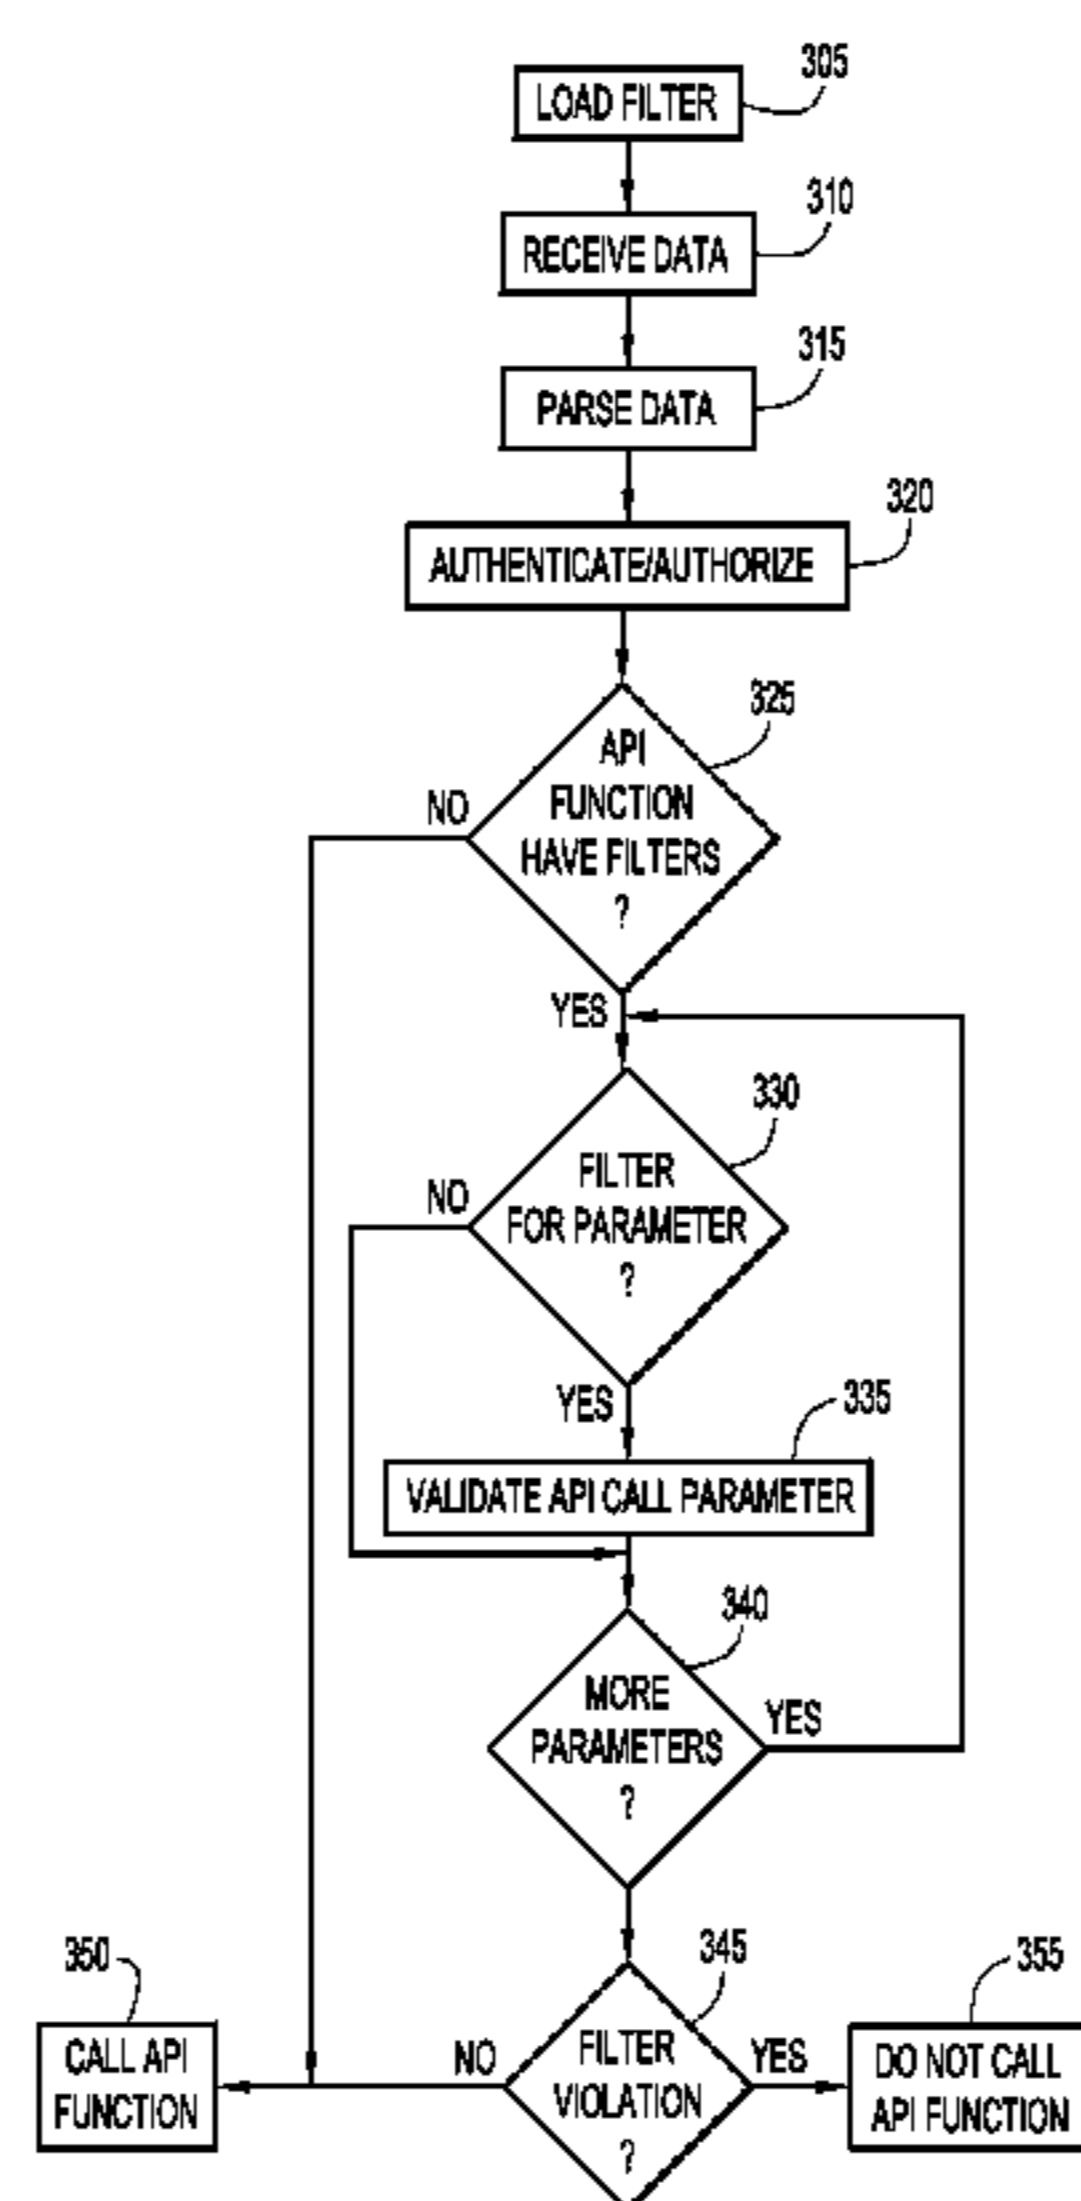 305
LOAD FILTER
310
RECEIVE DATA
315
PARSE DATA
320
AUTHENTICATE/AUTHORIZE
325
API
FUNCTION
HAVE FILTERS
?
NO
YES
330
FILTER
FOR PARAMETER
?
NO
YES
335
VALIDATE API CALL PARAMETER
340
MORE
PARAMETERS
?
YES
345
FILTER
VIOLATION
?
NO
YES
350
CALL API
FUNCTION
355
DO NOT CALL
API FUNCTION